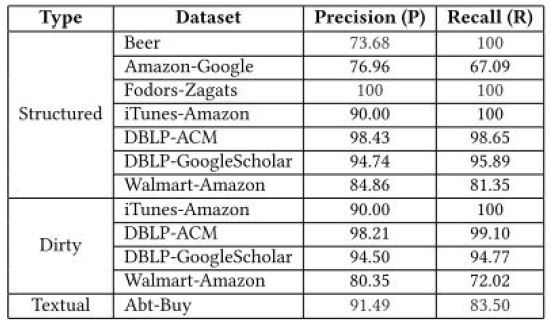 Type Dataset Precision (P) Recall (R)
Structured Beer 73.68 100
Amazon-Google 76.96 67.09
Fodors-Zagats 100 100
iTunes-Amazon 90.00 100
DBLP-ACM 98.43 98.65
DBLP-GoogleScholar 94.74 95.89
Walmart-Amazon 84.86 81.35
Dirty iTunes-Amazon 90.00 100
DBLP-ACM 98.21 99.10
DBLP-GoogleScholar 94.50 94.77
Walmart-Amazon 80.35 72.02
Textual Abt-Buy 91.49 83.50